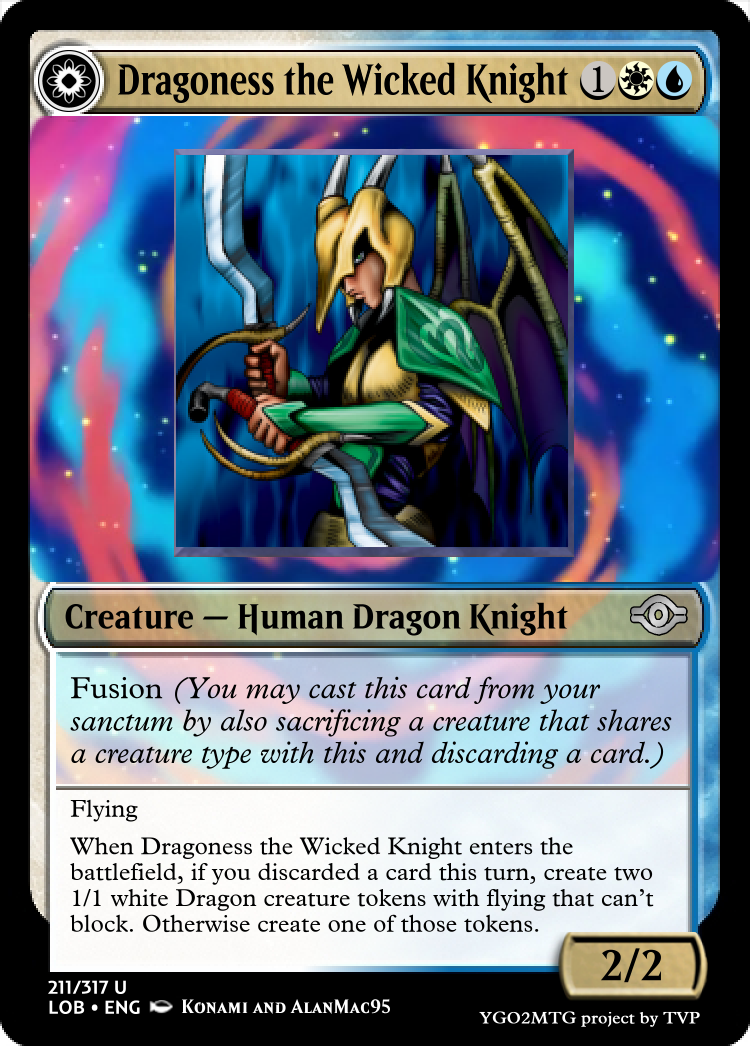 Dragoness the Wicked Knight 1
Creature — Human Dragon Knight
Fusion (You may cast this card from your
sanctum by also sacrificing a creature that shares
a creature type with this and discarding a card.)
Flying
When Dragoness the Wicked Knight enters the
battlefield, if you discarded a card this turn, create two
1/1 white Dragon creature tokens with flying that can't
block. Otherwise create one of those tokens.
2/2
211/317 U
LOB • ENG Konami and AlanMac95
YGO2MTG project by TVP